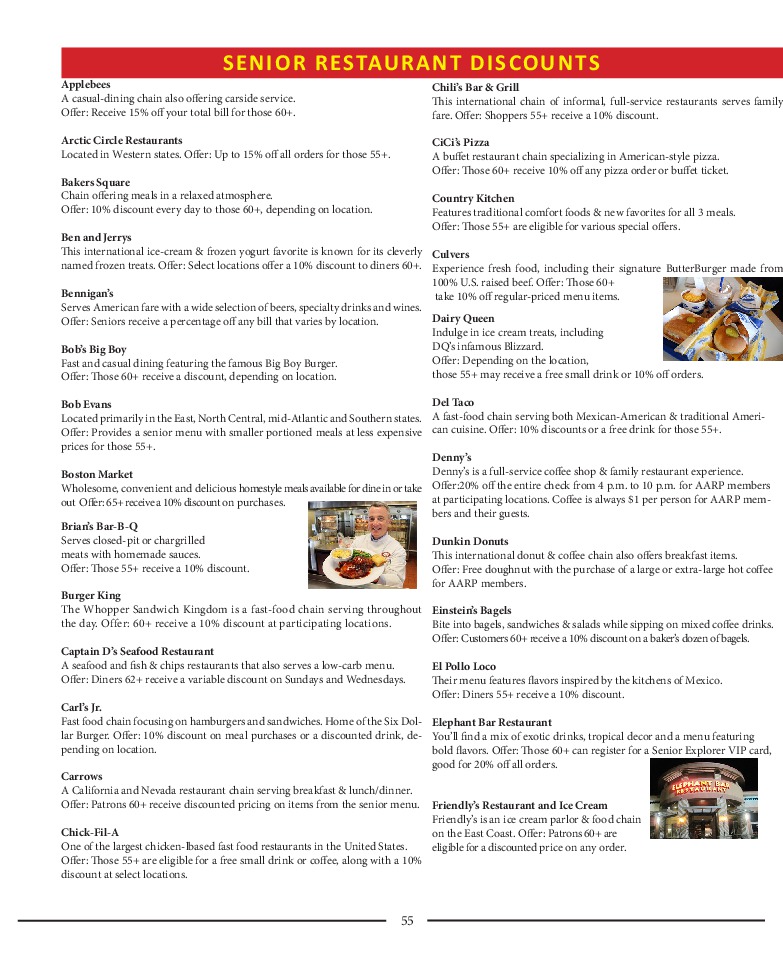 SENIOR RESTAURANT DISCOUNTS
Applebees
A casual-dining chain also offering carside service.
Offer: Receive 15% off your total bill for those 60+.
Arctic Circle Restaurants
Located in Western states. Offer: Up to 15% off all orders for those 55+.
Bakers Square
Chain offering meals in a relaxed atmosphere.
Offer: 10% discount every day to those 60+, depending on location.
Ben and Jerrys
This international ice-cream & frozen yogurt favorite is known for its cleverly
named frozen treats. Offer: Select locations offer a 10% discount to diners 60+.
Bennigan's
Serves American fare with a wide selection of beers, specialty drinks and wines.
Offer: Seniors receive a percentage off any bill that varies by location.
Bob's Big Boy
Fast and casual dining featuring the famous Big Boy Burger.
Offer: Those 60+ receive a discount, depending on location.
Bob Evans
Located primarily in the East, North Central, mid-Atlantic and Southern states.
Offer: Provides a senior menu with smaller portioned meals at less expensive
prices for those 55+.
Boston Market
Wholesome, convenient and delicious homestyle meals available for dine in or take
out Offer: 65+ receive a 10% discount on purchases.
Brian's Bar-B-Q
Serves closed-pit or chargrilled
meats with homemade sauces.
Offer: Those 55+ receive a 10% discount.
Burger King
The Whopper Sandwich Kingdom is a fast-food chain serving throughout
the day. Offer: 60+ receive a 10% discount at participating locations.
Captain D's Seafood Restaurant
A seafood and fish & chips restaurants that also serves a low-carb menu.
Offer: Diners 62+ receive a variable discount on Sundays and Wednesdays.
Carl's Jr.
Fast food chain focusing on hamburgers and sandwiches. Home of the Six Dol-
lar Burger. Offer: 10% discount on meal purchases or a discounted drink, de-
pending on location.
Carrows
A California and Nevada restaurant chain serving breakfast & lunch/dinner.
Offer: Patrons 60+ receive discounted pricing on items from the senior menu.
Chick-Fil-A
One of the largest chicken-lbased fast food restaurants in the United States.
Offer: Those 55+ are eligible for a free small drink or coffee, along with a 10%
discount at select locations.
Chili's Bar & Grill
This international chain of informal, full-service restaurants serves family
fare. Offer: Shoppers 55+ receive a 10% discount.
CiCi's Pizza
A buffet restaurant chain specializing in American-style pizza.
Offer: Those 60+ receive 10% off any pizza order or buffet ticket.
Country Kitchen
Features traditional comfort foods & new favorites for all 3 meals.
Offer: Those 55+ are eligible for various special offers.
Culvers
Experience fresh food, including their signature ButterBurger made from
100% U.S. raised beef. Offer: Those 60+
take 10% off regular-priced menu items.
Dairy Queen
Indulge in ice cream treats, including
DQ's infamous Blizzard.
Offer: Depending on the location,
those 55+ may receive a free small drink or 10% off orders.
Del Taco
A fast-food chain serving both Mexican-American & traditional Ameri-
can cuisine. Offer: 10% discounts or a free drink for those 55+.
Denny's
Denny's is a full-service coffee shop & family restaurant experience.
Offer:20% off the entire check from 4 p.m. to 10 p.m. for AARP members
at participating locations. Coffee is always $1 per person for AARP mem-
bers and their guests.
Dunkin Donuts
This international donut & coffee chain also offers breakfast items.
Offer: Free doughnut with the purchase of a large or extra-large hot coffee
for AARP members.
Einstein's Bagels
Bite into bagels, sandwiches & salads while sipping on mixed coffee drinks.
Offer: Customers 60+ receive a 10% discount on a baker's dozen of bagels.
El Pollo Loco
Their menu features flavors inspired by the kitchens of Mexico.
Offer: Diners 55+ receive a 10% discount.
Elephant Bar Restaurant
You'll find a mix of exotic drinks, tropical decor and a menu featuring
bold flavors. Offer: Those 60+ can register for a Senior Explorer VIP card,
good for 20% off all orders.
ELEPHANT BAR
RESTAURANT
Friendly's Restaurant and Ice Cream
Friendly's is an ice cream parlor & food chain
on the East Coast. Offer: Patrons 60+ are
eligible for a discounted price on any order.
55